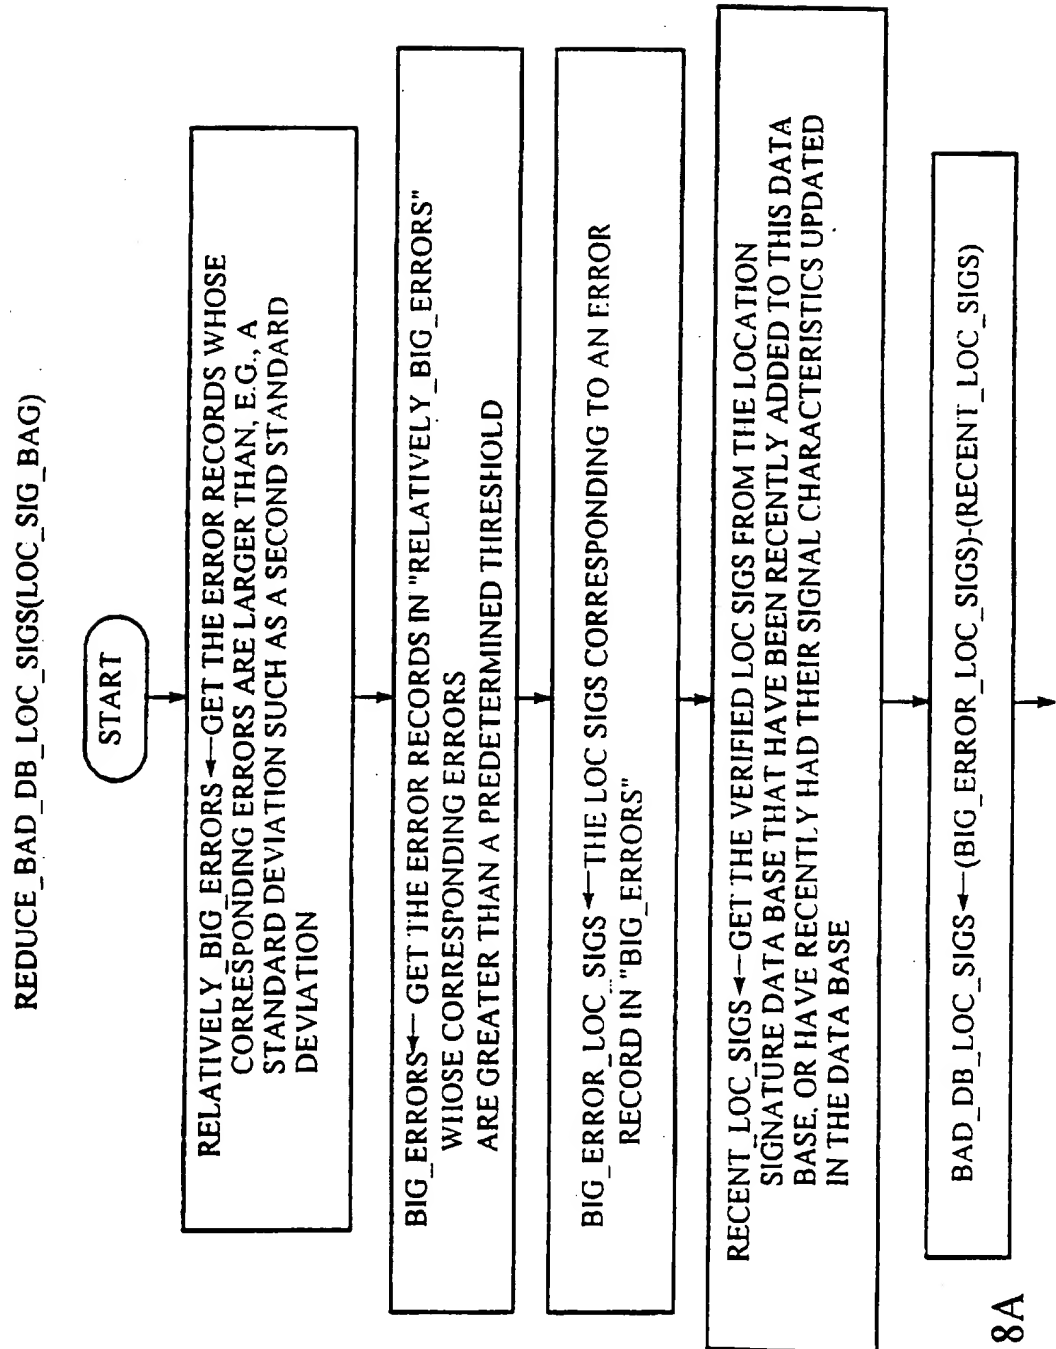 REDUCE_BAD_DB_LOC_SIGS(LOC_SIG_BAG)
START
RELATIVELY_BIG_ERRORS ← GET THE ERROR RECORDS WHOSE
CORRESPONDING ERRORS ARE LARGER THAN, E.G., A
STANDARD DEVIATION SUCH AS A SECOND STANDARD
DEVIATION
BIG_ERRORS ← GET THE ERROR RECORDS IN "RELATIVELY_BIG_ERRORS"
WHOSE CORRESPONDING ERRORS
ARE GREATER THAN A PREDETERMINED THRESHOLD
BIG_ERROR_LOC_SIGS ← THE LOC SIGS CORRESPONDING TO AN ERROR
RECORD IN "BIG_ERRORS"
RECENT_LOC_SIGS ← GET THE VERIFIED LOC SIGS FROM THE LOCATION
SIGNATURE DATA BASE THAT HAVE BEEN RECENTLY ADDED TO THIS DATA
BASE, OR HAVE RECENTLY HAD THEIR SIGNAL CHARACTERISTICS UPDATED
IN THE DATA BASE
BAD_DB_LOC_SIGS ← (BIG_ERROR_LOC_SIGS)-(RECENT_LOC_SIGS)
8A